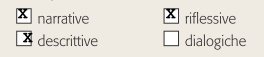 X narrative X riflessive
X descrittive dialogiche